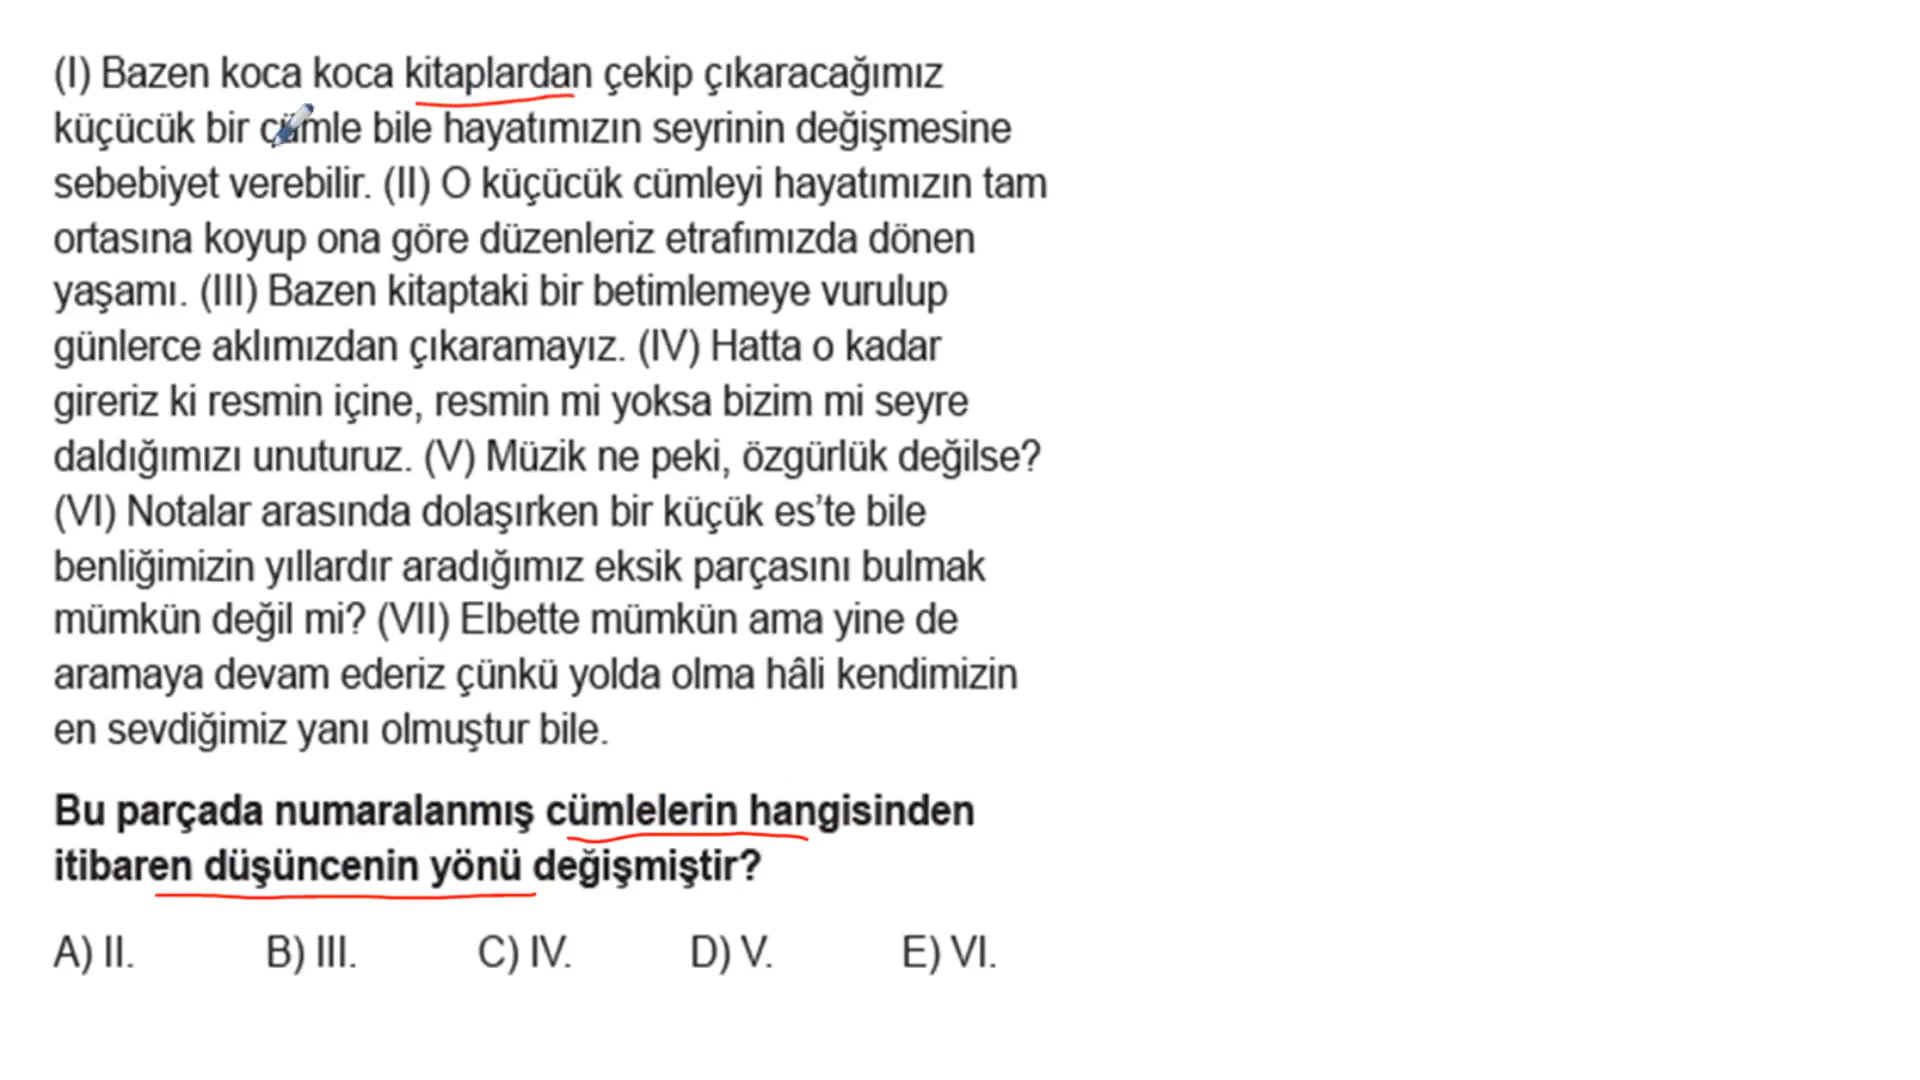 (I) Bazen koca koca kitaplardan çekip çıkaracağımız
küçücük bir cümle bile hayatımızın seyrinin değişmesine
sebebiyet verebilir. (II) O küçücük cümleyi hayatımızın tam
ortasına koyup ona göre düzenleriz etrafımızda dönen
yaşamı. (III) Bazen kitaptaki bir betimlemeye vurulup
günlerce aklımızdan çıkaramayız. (IV) Hatta o kadar
gireriz ki resmin içine, resmin mi yoksa bizim mi seyre
daldığımızı unuturuz. (V) Müzik ne peki, özgürlük değilse?
(VI) Notalar arasında dolaşırken bir küçük es’te bile
benliğimizin yıllardır aradığımız eksik parçasını bulmak
mümkün değil mi? (VII) Elbette mümkün ama yine de
aramaya devam ederiz çünkü yolda olma hâli kendimizin
en sevdiğimiz yanı olmuştur bile.
Bu parçada numaralanmış cümlelerin hangisinden
itibaren düşüncenin yönü değişmiştir?
A) II. B) III. C) IV. D) V. E) VI.